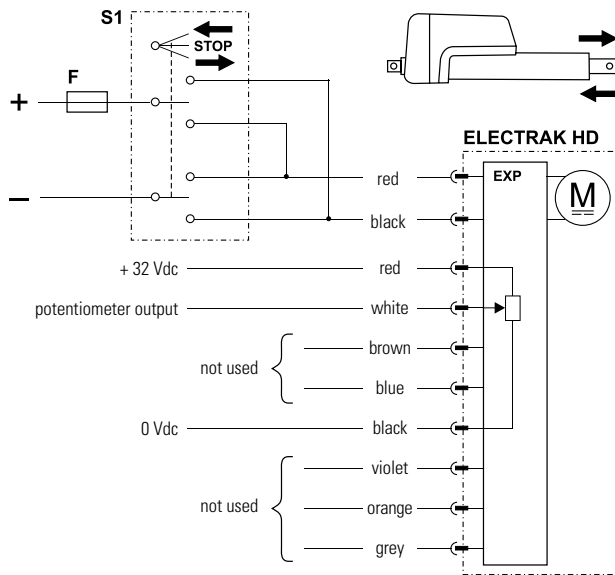 S1
STOP
F
+
–
ELECTRAK HD
EXP
M
red
black
+ 32 Vdc
red
potentiometer output
white
not used
brown
blue
0 Vdc
black
not used
violet
orange
grey